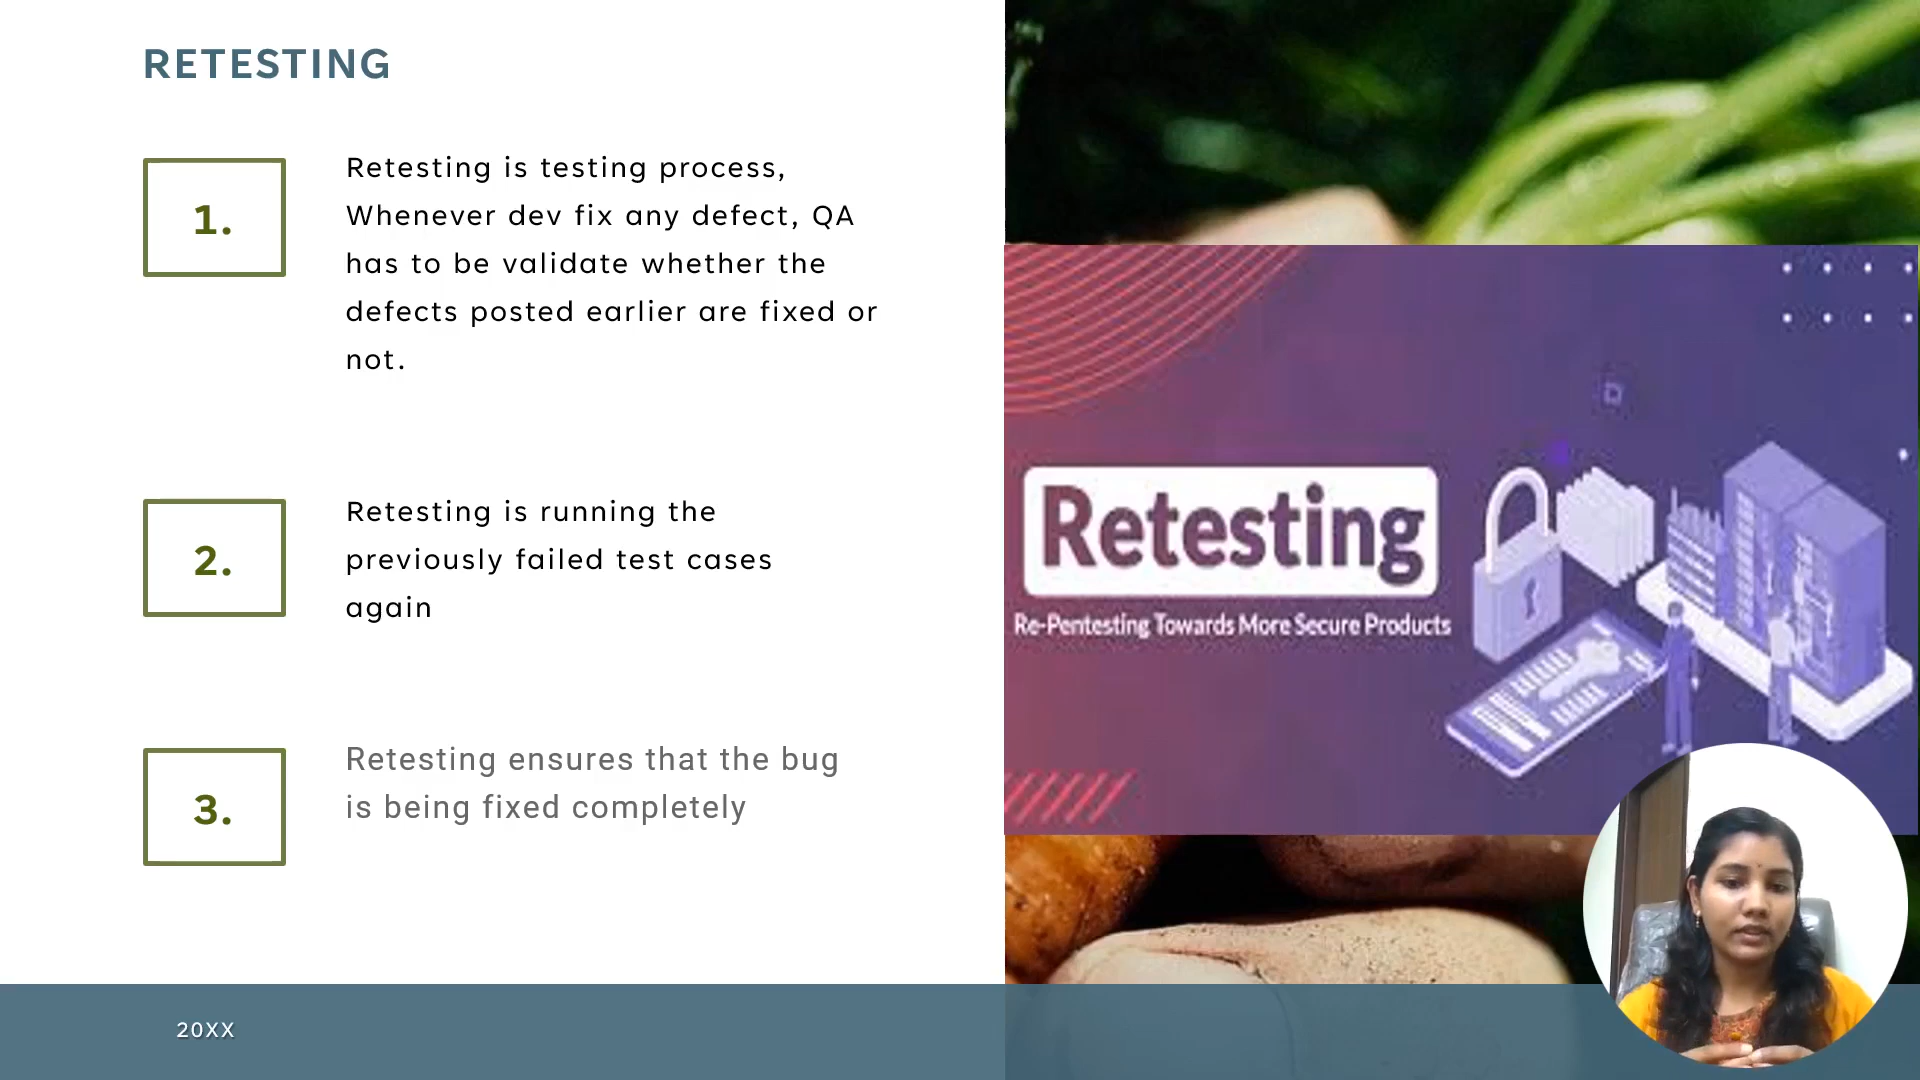 RETESTING
1.
Retesting is testing process,
Whenever dev fix any defect, QA
has to be validate whether the
defects posted earlier are fixed or
not.
2.
Retesting is running the
previously failed test cases
again
3.
Retesting ensures that the bug
is being fixed completely
Retesting
Re-Pentesting Towards More Secure Products
20XX